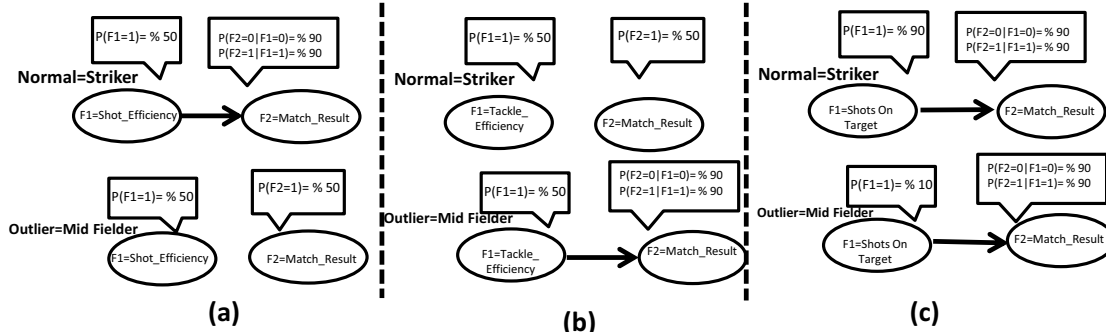 P(F1=1)= % 50
P(F2=0|F1=0)= % 90
P(F2=1|F1=1)= % 90
Normal=Striker
F1=Shot_Efficiency
F2=Match_Result
P(F1=1)= % 50
P(F2=1)= % 50
Outlier=Mid Fielder
F1=Shot_Efficiency
F2=Match_Result
(a)
P(F1=1)= % 50
P(F2=1)= % 50
Normal=Striker
F1=Tackle_
Efficiency
F2=Match_Result
P(F1=1)= % 50
P(F2=0|F1=0)= % 90
P(F2=1|F1=1)= % 90
Outlier=Mid Fielder
F1=Tackle_
Efficiency
F2=Match_Result
(b)
P(F1=1)= % 90
P(F2=0|F1=0)= % 90
P(F2=1|F1=1)= % 90
Normal=Striker
F1=Shots On
Target
F2=Match_Result
P(F1=1)= % 10
P(F2=0|F1=0)= % 90
P(F2=1|F1=1)= % 90
Outlier=Mid Fielder
F1=Shots On
Target
F2=Match_Result
(c)